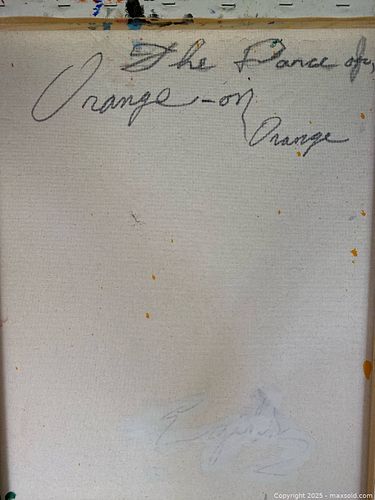 The Dance of,
Orange-on
Orange
Copyright 2025 - maxsold.com